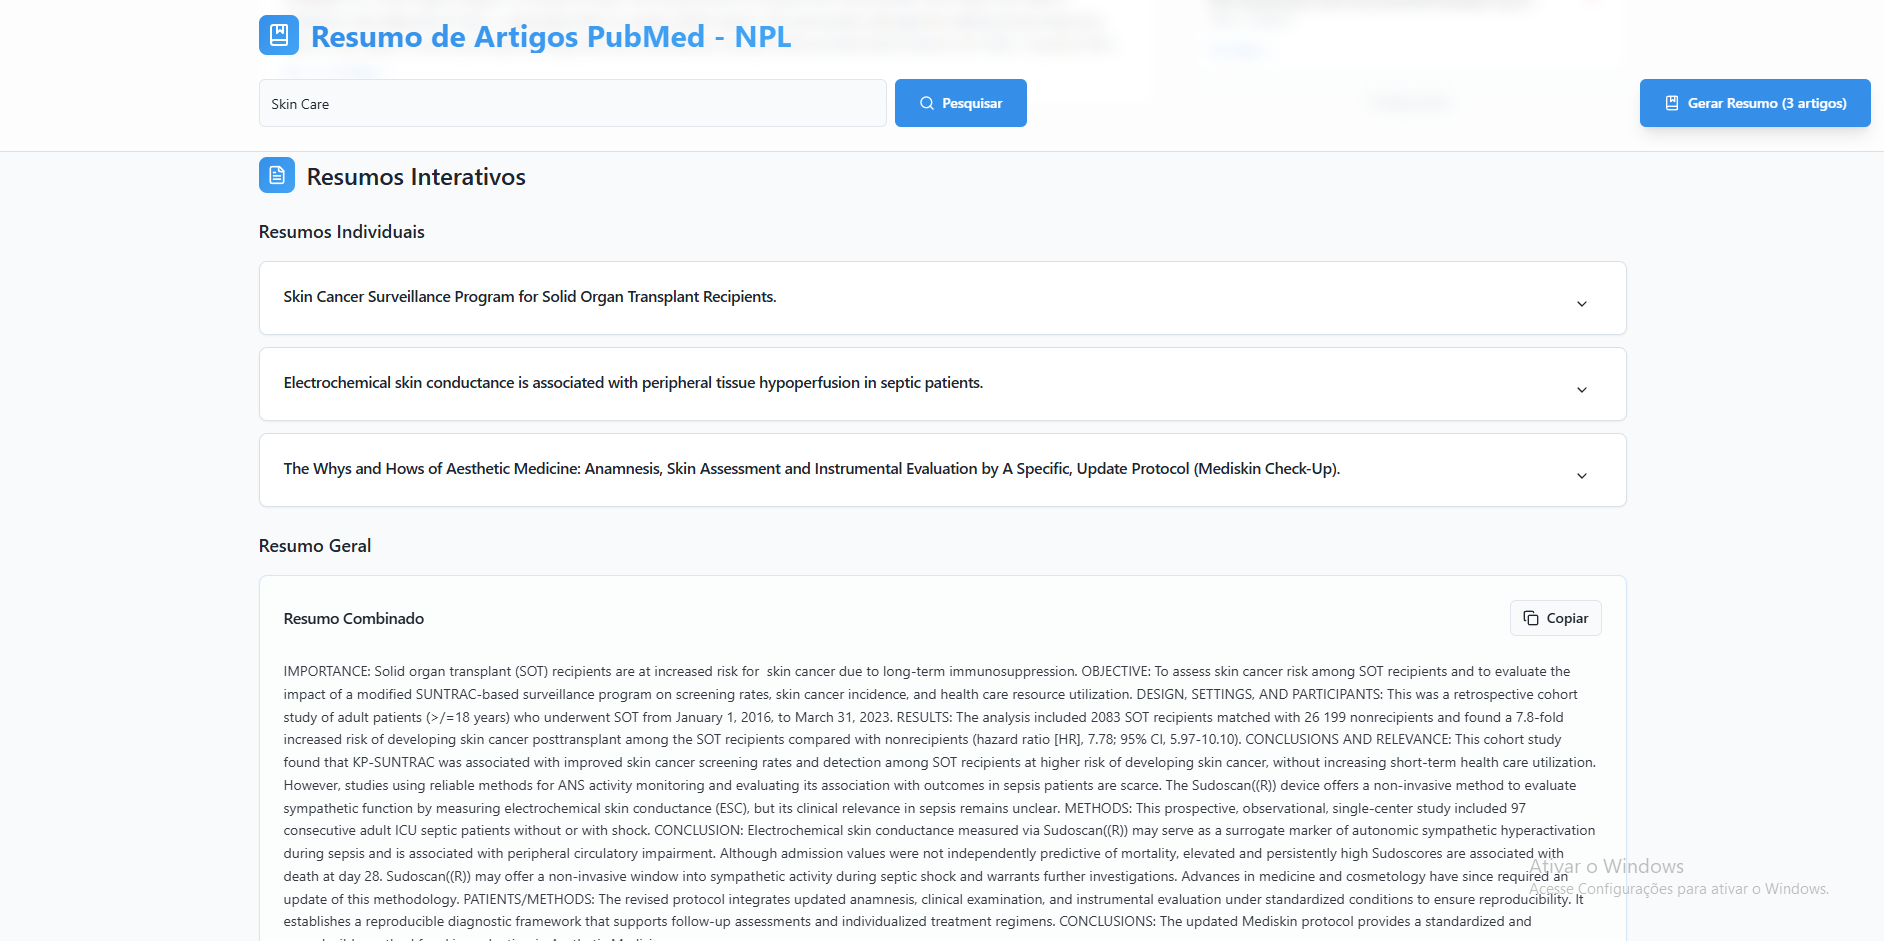 Resumo de Artigos PubMed - NPL
Skin Care
Pesquisar
Gerar Resumo (3 artigos)
Resumos Interativos
Resumos Individuais
Skin Cancer Surveillance Program for Solid Organ Transplant Recipients.
Electrochemical skin conductance is associated with peripheral tissue hypoperfusion in septic patients.
The Whys and Hows of Aesthetic Medicine: Anamnesis, Skin Assessment and Instrumental Evaluation by A Specific, Update Protocol (Mediskin Check-Up).
Resumo Geral
Resumo Combinado
Copiar
IMPORTANCE: Solid organ transplant (SOT) recipients are at increased risk for  skin cancer due to long-term immunosuppression. OBJECTIVE: To assess skin cancer risk among SOT recipients and to evaluate the
impact of a modified SUNTRAC-based surveillance program on screening rates, skin cancer incidence, and health care resource utilization. DESIGN, SETTINGS, AND PARTICIPANTS: This was a retrospective cohort
study of adult patients (>/=18 years) who underwent SOT from January 1, 2016, to March 31, 2023. RESULTS: The analysis included 2083 SOT recipients matched with 26 199 nonrecipients and found a 7.8-fold
increased risk of developing skin cancer posttransplant among the SOT recipients compared with nonrecipients (hazard ratio [HR], 7.78; 95% CI, 5.97-10.10). CONCLUSIONS AND RELEVANCE: This cohort study
found that KP-SUNTRAC was associated with improved skin cancer screening rates and detection among SOT recipients at higher risk of developing skin cancer, without increasing short-term health care utilization.
However, studies using reliable methods for ANS activity monitoring and evaluating its association with outcomes in sepsis patients are scarce. The Sudoscan((R)) device offers a non-invasive method to evaluate
sympathetic function by measuring electrochemical skin conductance (ESC), but its clinical relevance in sepsis remains unclear. METHODS: This prospective, observational, single-center study included 97
consecutive adult ICU septic patients without or with shock. CONCLUSION: Electrochemical skin conductance measured via Sudoscan((R)) may serve as a surrogate marker of autonomic sympathetic hyperactivation
during sepsis and is associated with peripheral circulatory impairment. Although admission values were not independently predictive of mortality, elevated and persistently high Sudoscores are associated with
death at day 28. Sudoscan((R)) may offer a non-invasive window into sympathetic activity during septic shock and warrants further investigations. Advances in medicine and cosmetology have since required an
update of this methodology. PATIENTS/METHODS: The revised protocol integrates updated anamnesis, clinical examination, and instrumental evaluation under standardized conditions to ensure reproducibility. It
establishes a reproducible diagnostic framework that supports follow-up assessments and individualized treatment regimens. CONCLUSIONS: The updated Mediskin protocol provides a standardized and
Ativar o Windows
Acesse Configurações para ativar o Windows.